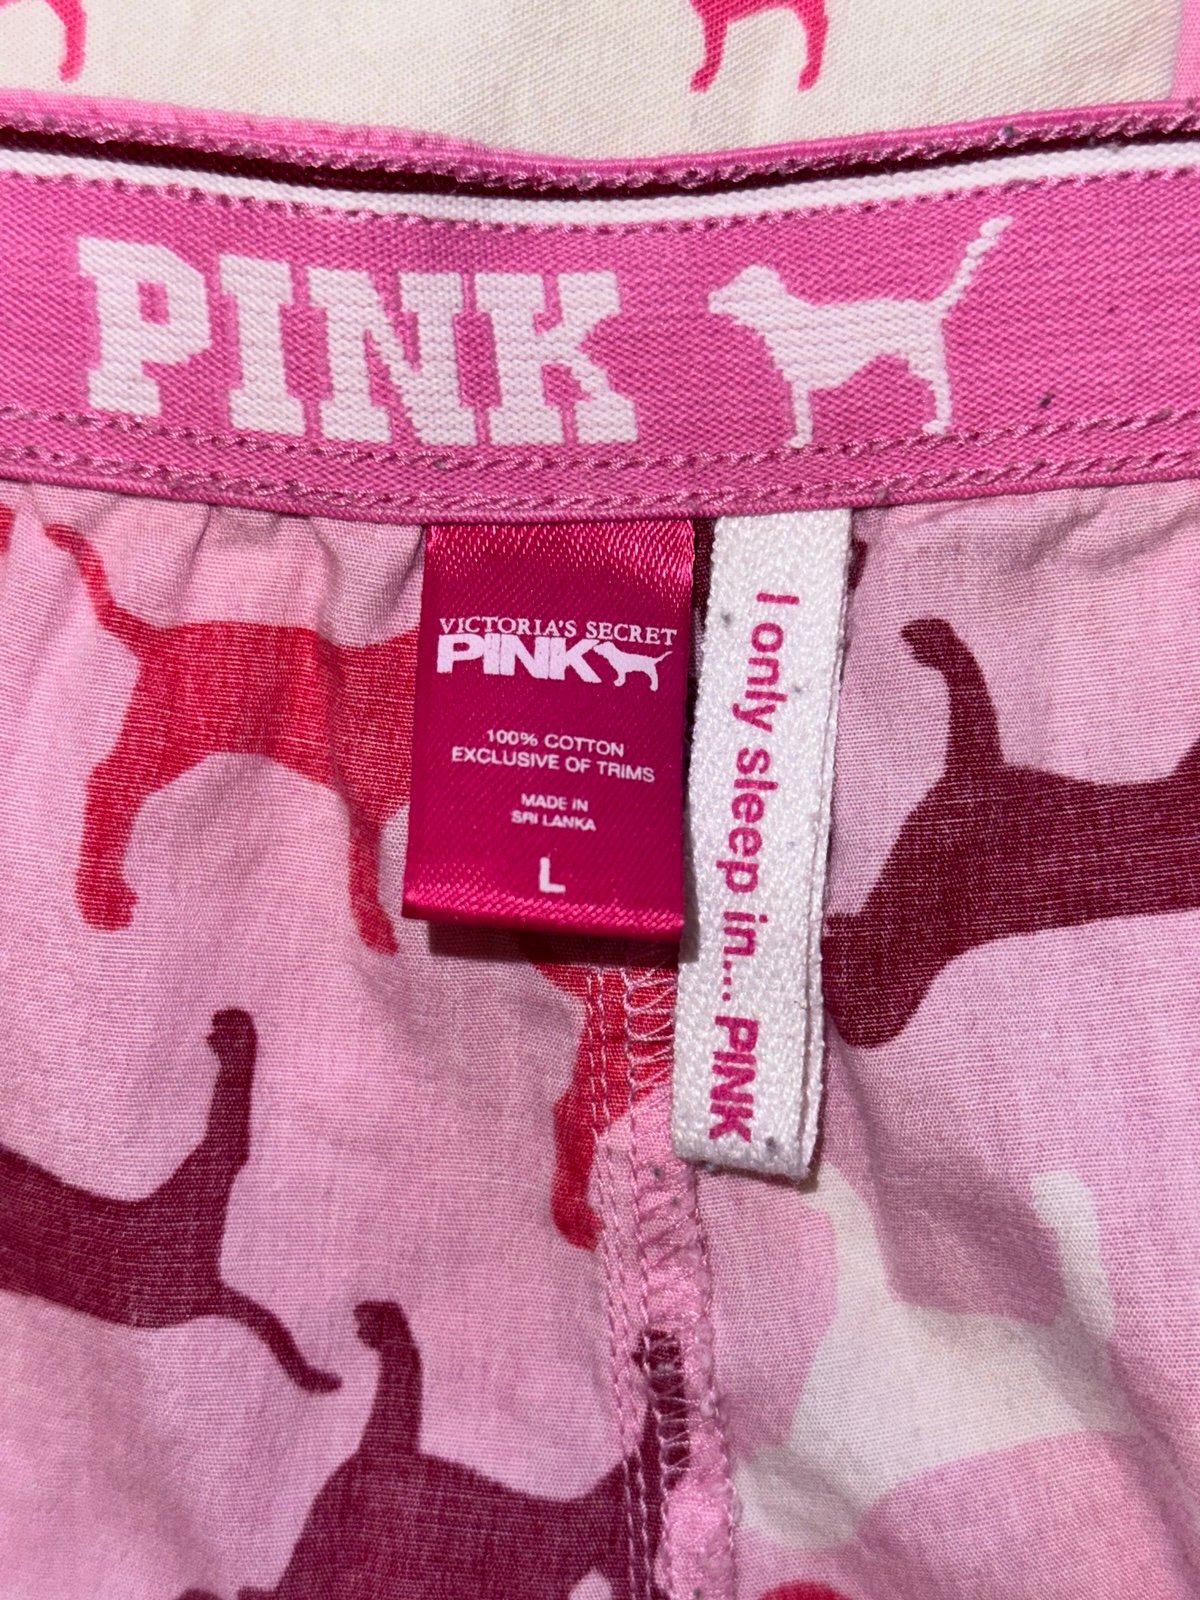 PINK
VICTORIA'S SECRET
PINK
100% COTTON
EXCLUSIVE OF TRIMS
MADE IN
SRI LANKA
L
I only sleep in.... PINK